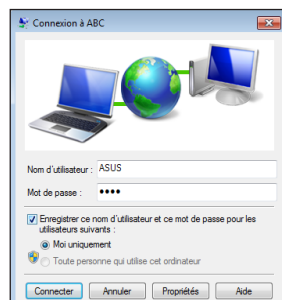 Connexion à ABC
Nom d'utilisateur : ASUS
Mot de passe : ••••
Enregistrer ce nom d'utilisateur et ce mot de passe pour les
utilisateurs suivants :
Moi uniquement
Toute personne qui utilise cet ordinateur
Connecter Annuler Propriétés Aide